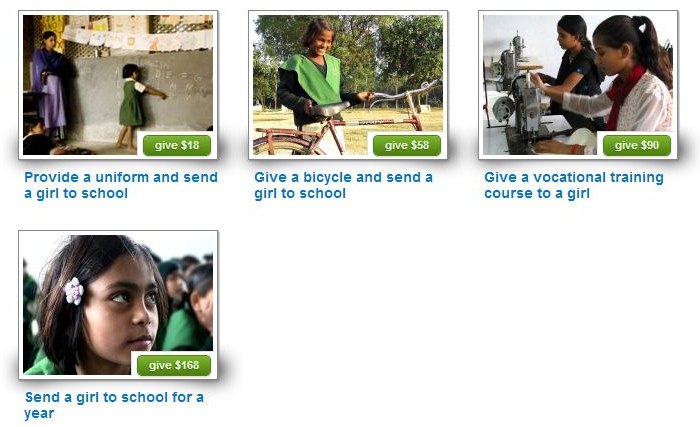 give $18
Provide a uniform and send
a girl to school
give $58
Give a bicycle and send a
girl to school
give $90
Give a vocational training
course to a girl
give $168
Send a girl to school for a
year